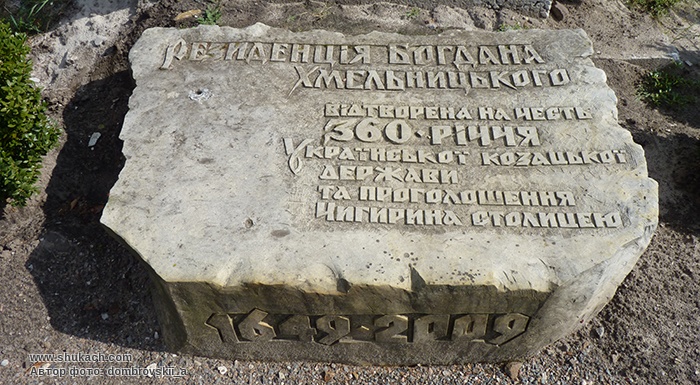 Резиденція Богдана
Хмельницького
відтворена на честь
360-річчя
Української козацької
держави
та проголошення
Чигирина столицею
1649-2009
www.shukach.com
Автор фото- dombrovskii_a